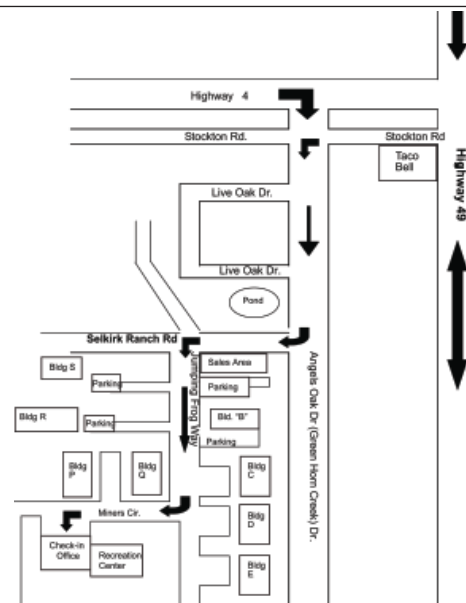 Highway 4
Stockton Rd.
Stockton Rd
Taco
Bell
Highway 49
Live Oak Dr.
Live Oak Dr.
Pond
Selkirk Ranch Rd
Sales Area
Bldg S
Parking
Parking
Jumping Frog Way
Angels Oak Dr (Green Horn Creek) Dr.
Bldg R
Parking
Bld. "B"
Parking
Bldg
P
Bldg
Q
Bldg
C
Miners Cir.
Bldg
D
Check-in
Office
Recreation
Center
Bldg
E